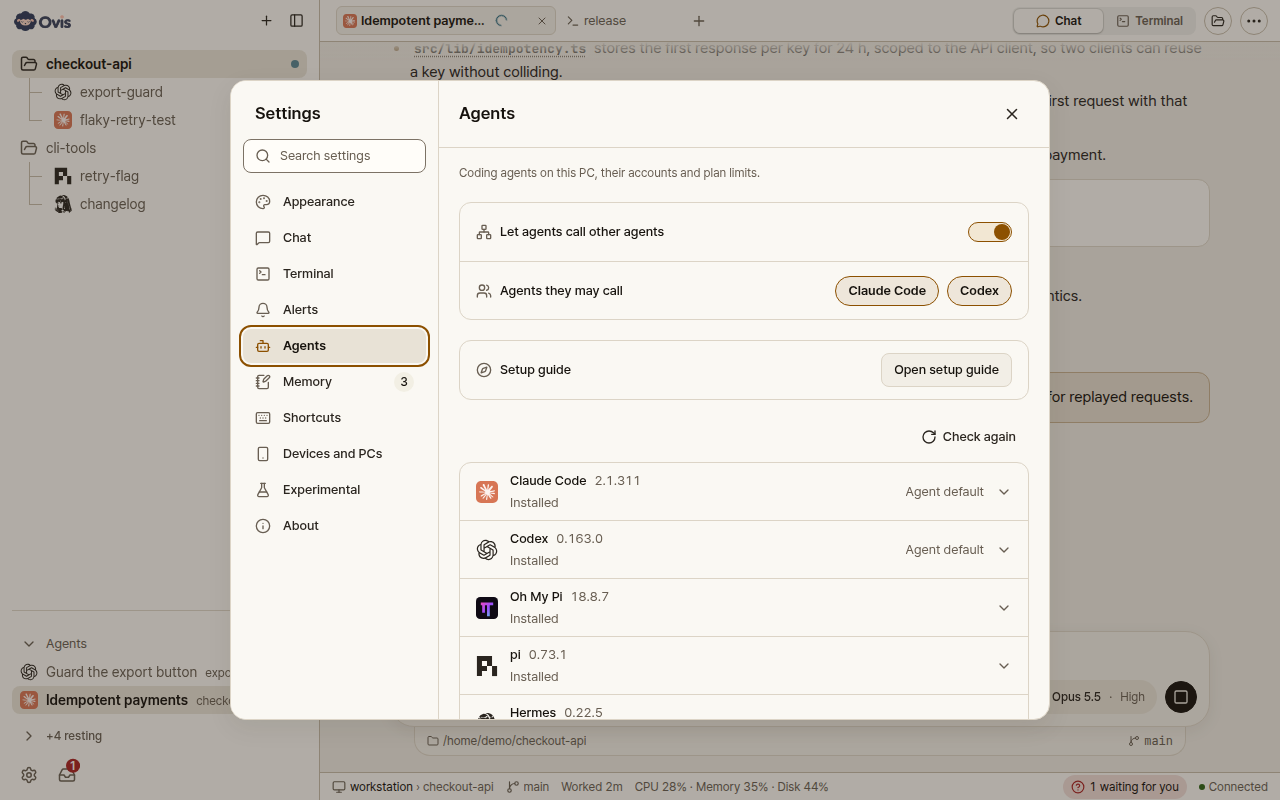 Ovis
Idempotent payme...
release
Chat
Terminal
checkout-api
export-guard
flaky-retry-test
cli-tools
retry-flag
changelog
src/lib/idempotency.ts stores the first response per key for 24 h, scoped to the API client, so two clients can reuse
a key without colliding.
irst request with that
payment.
ntics.
for replayed requests.
Settings
Search settings
Appearance
Chat
Terminal
Alerts
Agents
Memory 3
Shortcuts
Devices and PCs
Experimental
About
Agents
Coding agents on this PC, their accounts and plan limits.
Let agents call other agents
Agents they may call
Claude Code
Codex
Setup guide
Open setup guide
Check again
Claude Code 2.1.311
Installed
Agent default
Codex 0.163.0
Installed
Agent default
Oh My Pi 18.8.7
Installed
pi 0.73.1
Installed
Hermes 0.22.5
Agents
Guard the export button expo
Idempotent payments check
+4 resting
1
Opus 5.5 · High
/home/demo/checkout-api
main
workstation › checkout-api
main
Worked 2m
CPU 28% · Memory 35% · Disk 44%
1 waiting for you
Connected